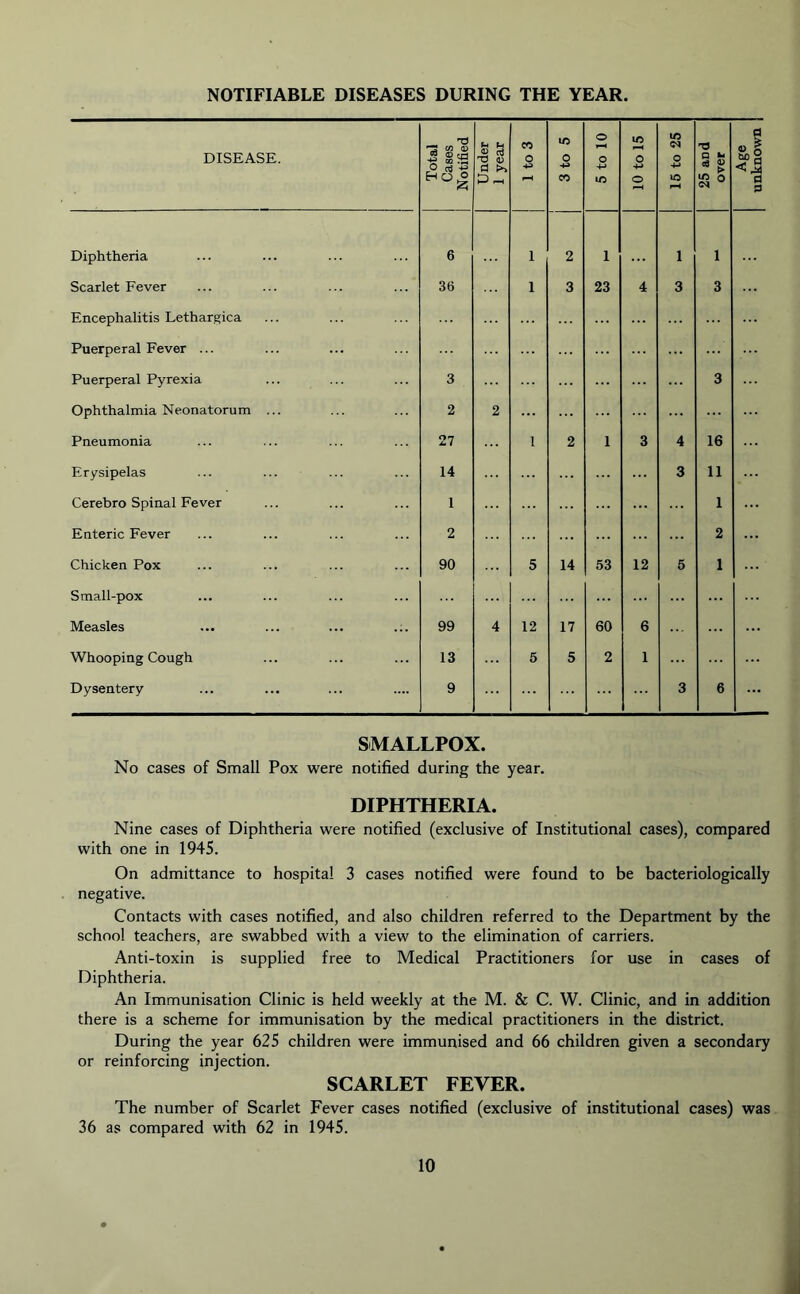 NOTIFIABLE DISEASES DURING THE YEAR.
DISEASE. Total Cases Notified Under 1 year 1 to 3 3 to 5 5 to 10 10 to 15 15 to 25 25 and over Age unknown
Diphtheria ... ... ... ... 6 ... 1 2 1 ... 1 1 ...
Scarlet Fever ... ... ... ... 36 ... 1 3 23 4 3 3 ...
Encephalitis Lethargica ... ... ... ... ... ... ... ... ... ... ... ...
Puerperal Fever ... ... ... ... ... ... ... ... ... ... ... ... ...
Puerperal Pyrexia ... ... ... 3 ... ... ... ... ... ... 3 ...
Ophthalmia Neonatorum ... ... ... 2 2 ... ... ... ... ... ... ...
Pneumonia ... ... ... ... 27 ... 1 2 1 3 4 16 ...
Erysipelas ... ... ... ... 14 ... ... ... ... ... 3 11 ...
Cerebro Spinal Fever ... ... ... 1 ... ... ... ... ... ... 1 ...
Enteric Fever ... ... ... ... 2 ... ... ... ... ... ... 2 ...
Chicken Pox ... ... ... ... 90 ... 5 14 53 12 5 1 ...
Small-pox ... ... ... ... ... ... ... ... ... ... ... ... ...
Measles ... ... ... ... 99 4 12 17 60 6 ... ... ...
Whooping Cough ... ... ... 13 ... 5 5 2 1 ... ... ...
Dysentery ... ... ... .... 9 ... ... ... ... ... 3 6 ...
SMALLPOX.
No cases of Small Pox were notified during the year.
DIPHTHERIA.
Nine cases of Diphtheria were notified (exclusive of Institutional cases), compared
with one in 1945.
On admittance to hospital 3 cases notified were found to be bacteriologically
negative.
Contacts with cases notified, and also children referred to the Department by the
school teachers, are swabbed with a view to the elimination of carriers.
Anti-toxin is supplied free to Medical Practitioners for use in cases of
Diphtheria.
An Immunisation Clinic is held weekly at the M. & C. W. Clinic, and in addition
there is a scheme for immunisation by the medical practitioners in the district.
During the year 625 children were immunised and 66 children given a secondary
or reinforcing injection.
SCARLET FEVER.
The number of Scarlet Fever cases notified (exclusive of institutional cases) was
36 as compared with 62 in 1945.
10